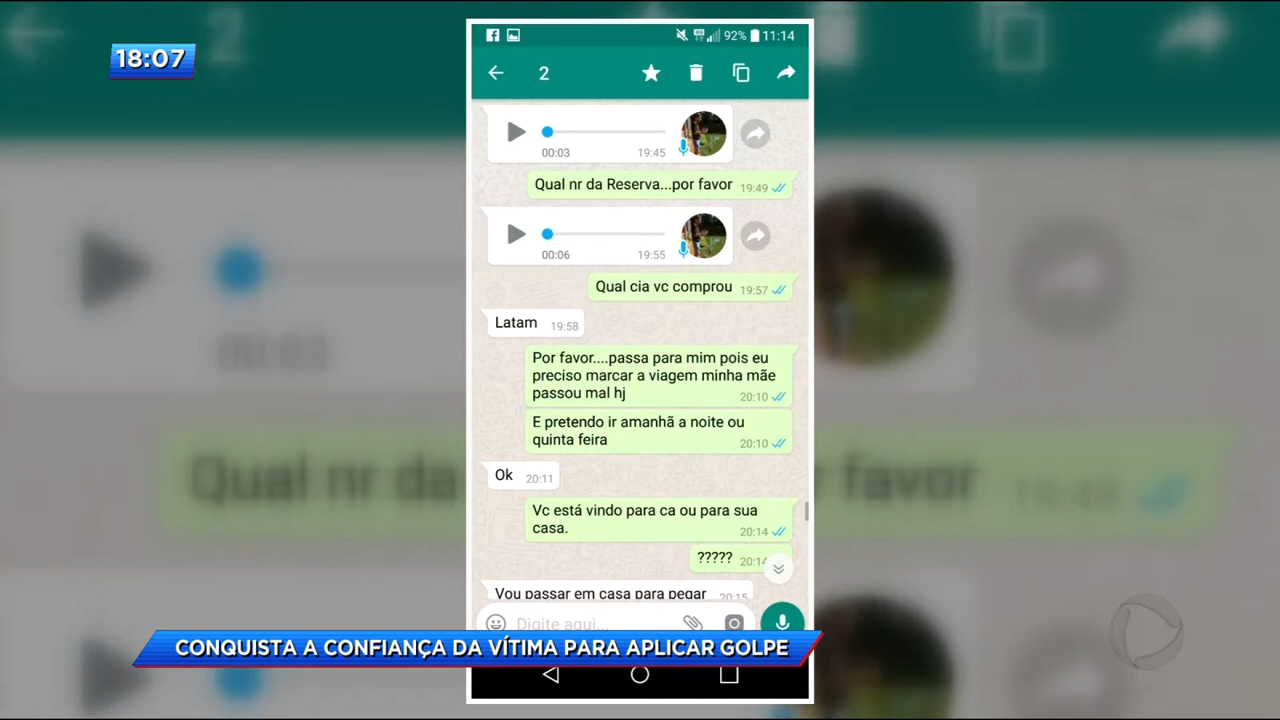 18:07
92% 11:14
2
00:03 19:45
Qual nr da Reserva...por favor 19:49
00:06 19:55
Qual cia vc comprou 19:57
Latam 19:58
Por favor....passa para mim pois eu
preciso marcar a viagem minha mãe
passou mal hj 20:10
E pretendo ir amanhã a noite ou
quinta feira 20:10
Ok 20:11
Vc está vindo para ca ou para sua
casa. 20:14
????? 20:14
Vou passar em casa para pegar 20:15
Digite aqui...
CONQUISTA A CONFIANÇA DA VÍTIMA PARA APLICAR GOLPE